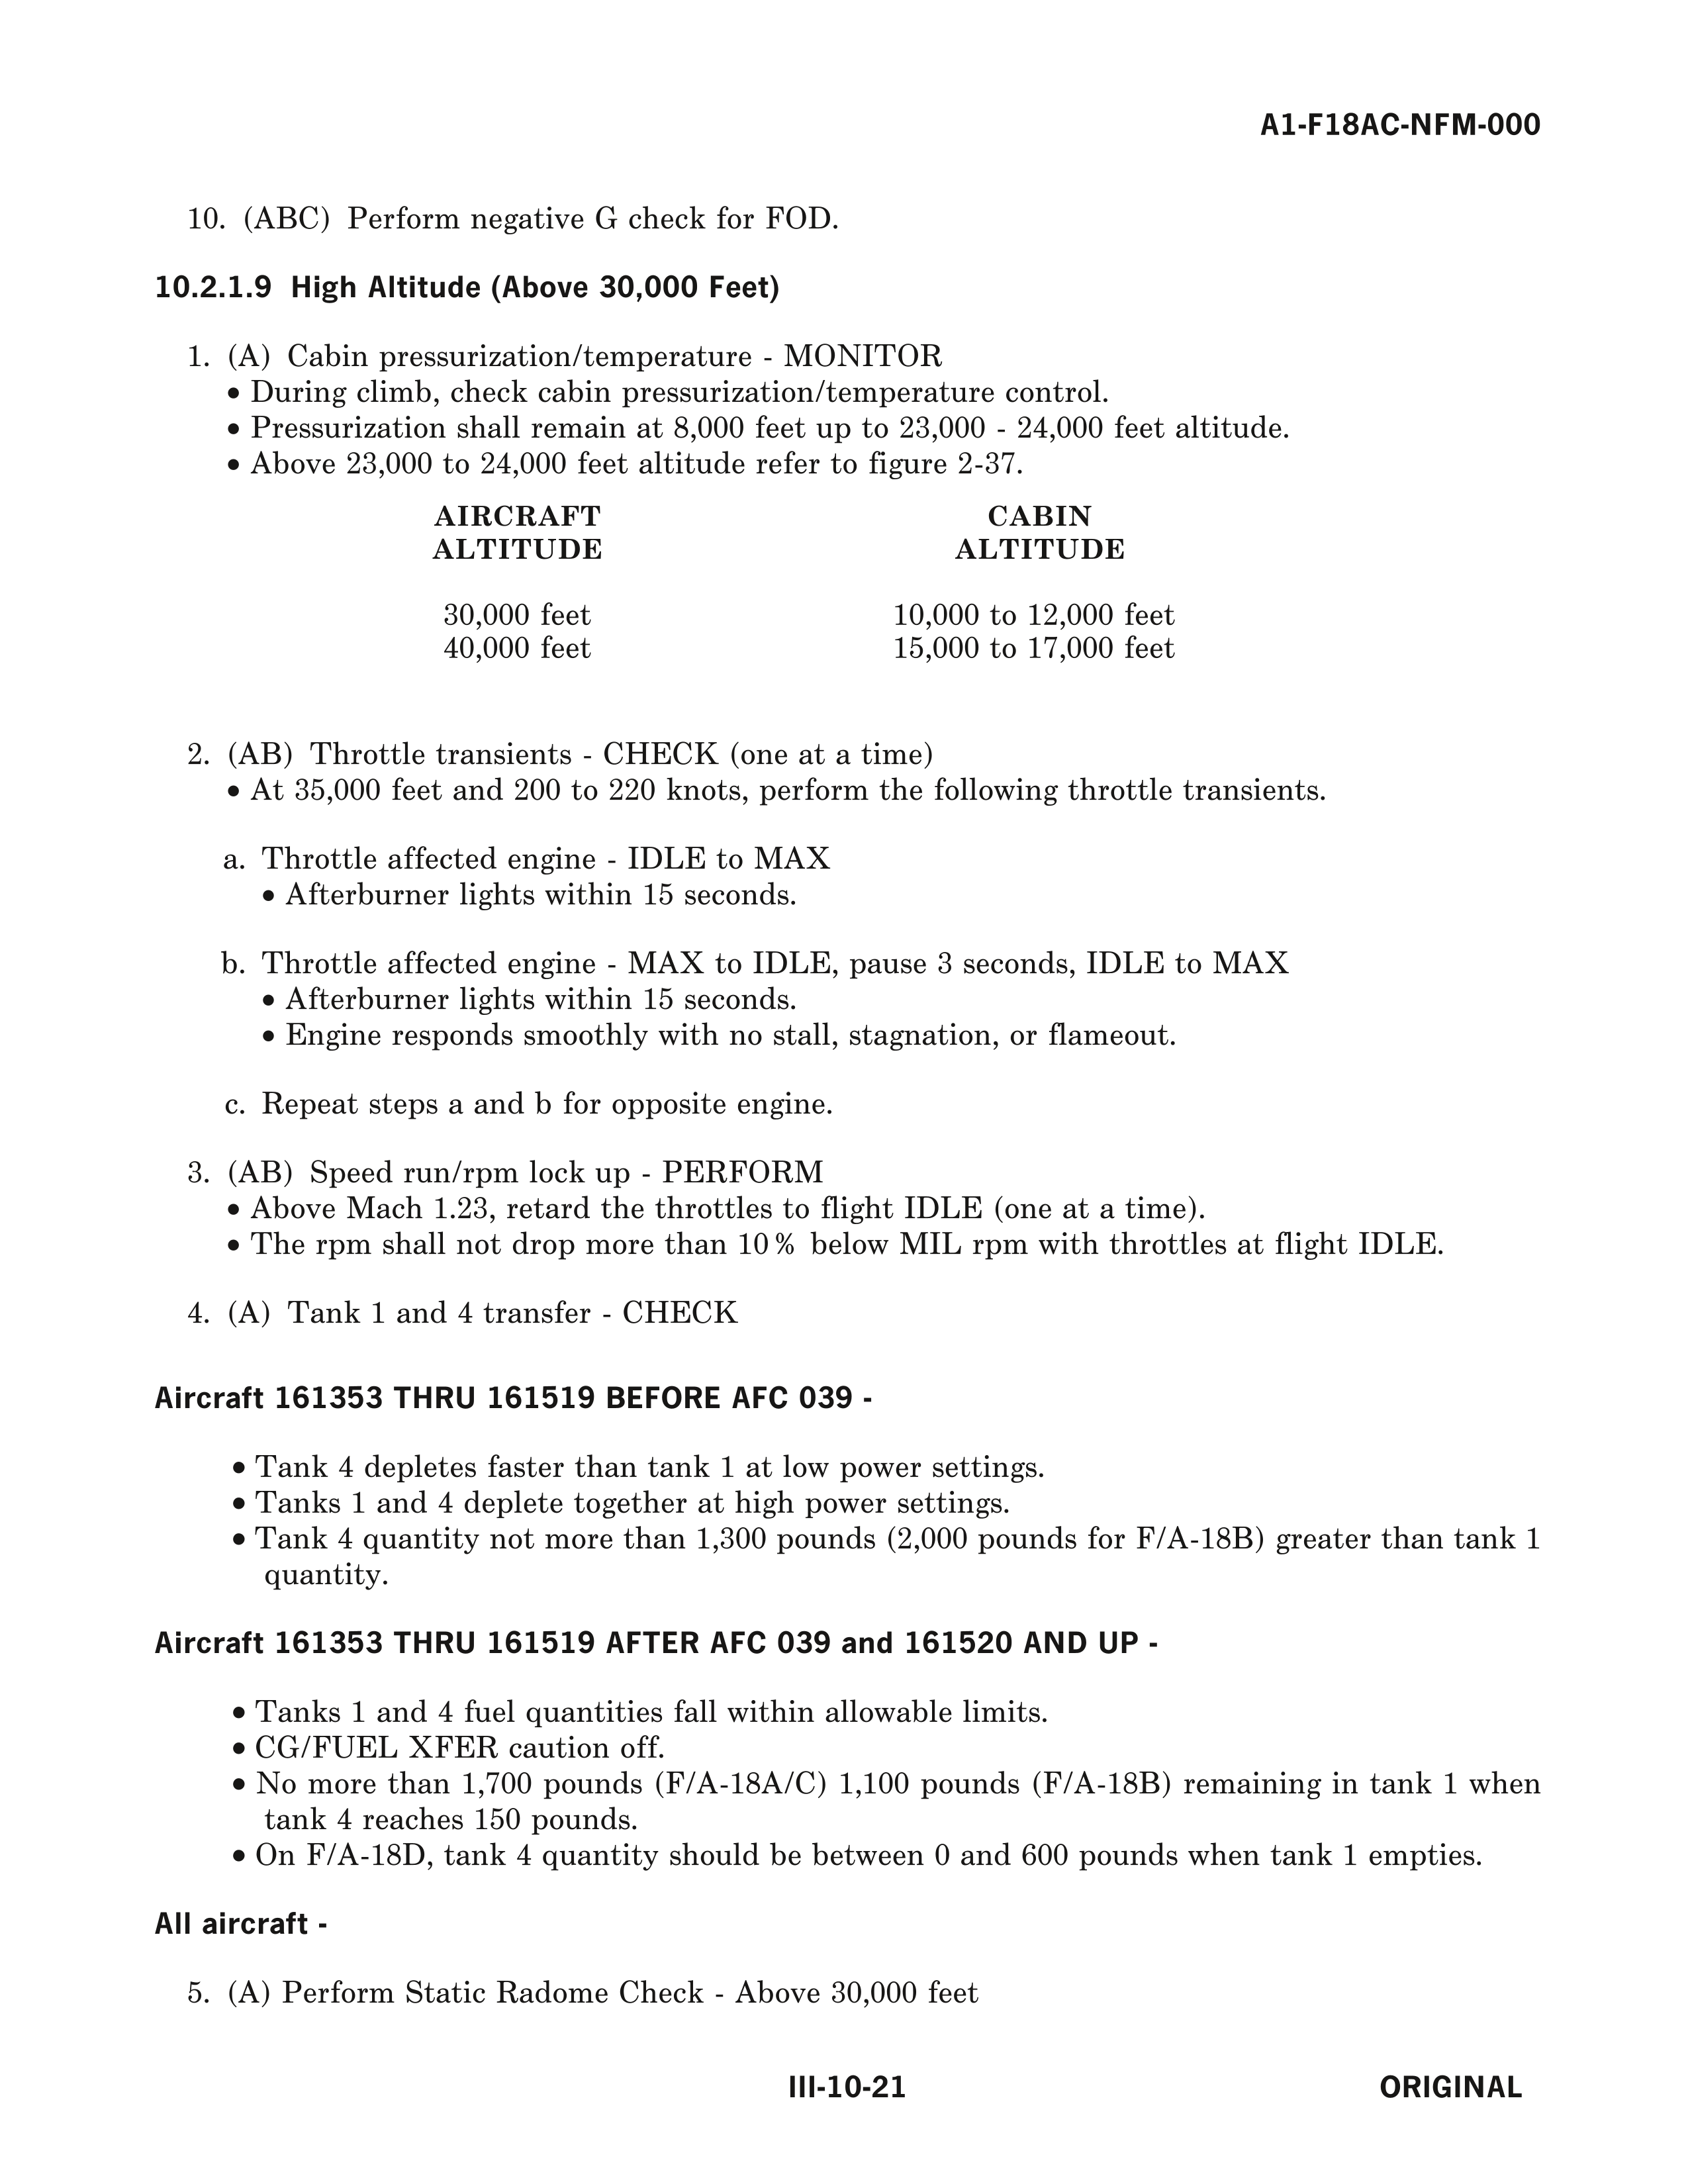 A1-F18AC-NFM-000
10. (ABC) Perform negative G check for FOD.
10.2.1.9 High Altitude (Above 30,000 Feet)
1. (A) Cabin pressurization/temperature - MONITOR
• During climb, check cabin pressurization/temperature control.
• Pressurization shall remain at 8,000 feet up to 23,000 - 24,000 feet altitude.
• Above 23,000 to 24,000 feet altitude refer to figure 2-37.
AIRCRAFT CABIN
ALTITUDE ALTITUDE
30,000 feet 10,000 to 12,000 feet
40,000 feet 15,000 to 17,000 feet
2. (AB) Throttle transients - CHECK (one at a time)
• At 35,000 feet and 200 to 220 knots, perform the following throttle transients.
a. Throttle affected engine - IDLE to MAX
• Afterburner lights within 15 seconds.
b. Throttle affected engine - MAX to IDLE, pause 3 seconds, IDLE to MAX
• Afterburner lights within 15 seconds.
• Engine responds smoothly with no stall, stagnation, or flameout.
c. Repeat steps a and b for opposite engine.
3. (AB) Speed run/rpm lock up - PERFORM
• Above Mach 1.23, retard the throttles to flight IDLE (one at a time).
• The rpm shall not drop more than 10% below MIL rpm with throttles at flight IDLE.
4. (A) Tank 1 and 4 transfer - CHECK
Aircraft 161353 THRU 161519 BEFORE AFC 039 -
• Tank 4 depletes faster than tank 1 at low power settings.
• Tanks 1 and 4 deplete together at high power settings.
• Tank 4 quantity not more than 1,300 pounds (2,000 pounds for F/A-18B) greater than tank 1
quantity.
Aircraft 161353 THRU 161519 AFTER AFC 039 and 161520 AND UP -
• Tanks 1 and 4 fuel quantities fall within allowable limits.
• CG/FUEL XFER caution off.
• No more than 1,700 pounds (F/A-18A/C) 1,100 pounds (F/A-18B) remaining in tank 1 when
tank 4 reaches 150 pounds.
• On F/A-18D, tank 4 quantity should be between 0 and 600 pounds when tank 1 empties.
All aircraft -
5. (A) Perform Static Radome Check - Above 30,000 feet
III-10-21 ORIGINAL